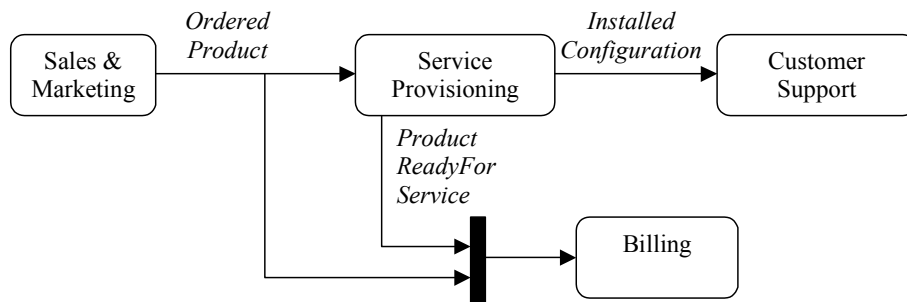 Ordered
Product
Installed
Configuration
Sales &
Marketing
Service
Provisioning
Customer
Support
Product
ReadyFor
Service
Billing